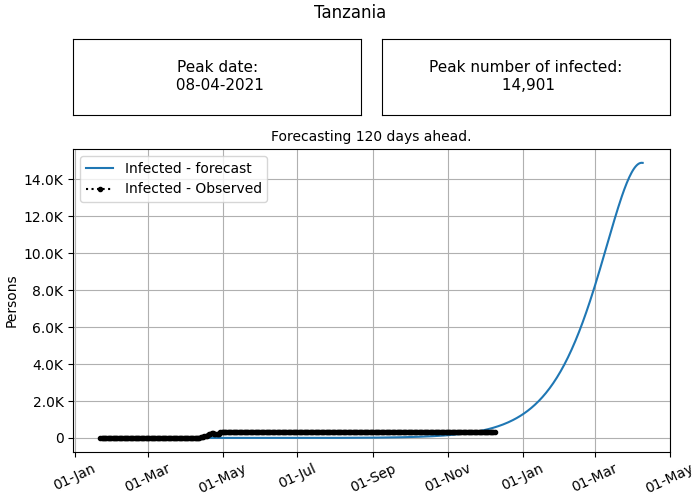 Tanzania
Peak date:
08-04-2021
Peak number of infected:
14,901
Forecasting 120 days ahead.
Infected - forecast
Infected - Observed
Persons
14.0K
12.0K
10.0K
8.0K
6.0K
4.0K
2.0K
0
01-Jan
01-Mar
01-May
01-Jul
01-Sep
01-Nov
01-Jan
01-Mar
01-May